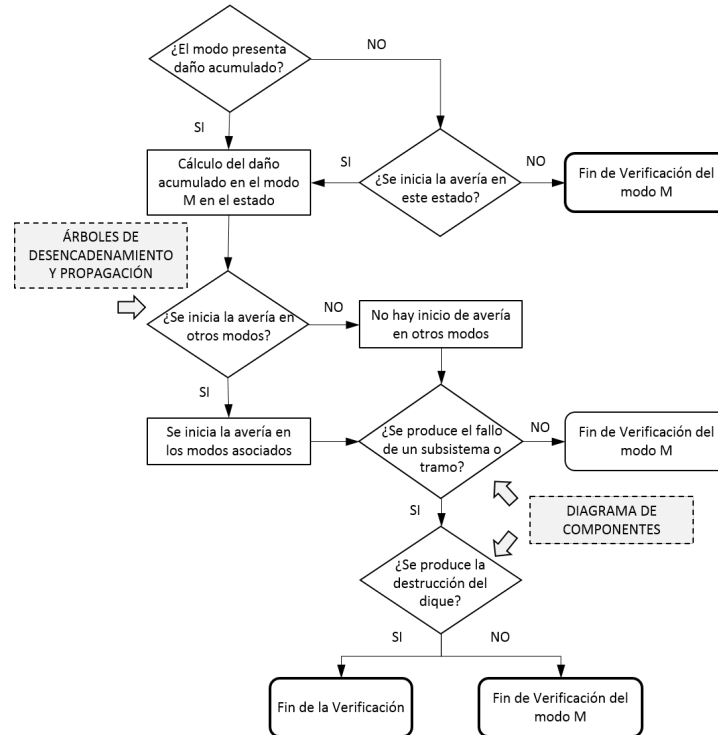 ¿El modo presenta
daño acumulado?
NO
SI
Cálculo del daño
acumulado en el modo
M en el estado
SI
¿Se inicia la avería en
este estado?
NO
Fin de Verificación del
modo M
ÁRBOLES DE
DESENCADENAMIENTO
Y PROPAGACIÓN
¿Se inicia la avería en
otros modos?
NO
No hay inicio de avería
en otros modos
SI
Se inicia la avería en
los modos asociados
¿Se produce el fallo
de un subsistema o
tramo?
NO
Fin de Verificación del
modo M
SI
DIAGRAMA DE
COMPONENTES
¿Se produce la
destrucción del
dique?
SI
NO
Fin de la Verificación
Fin de Verificación del
modo M